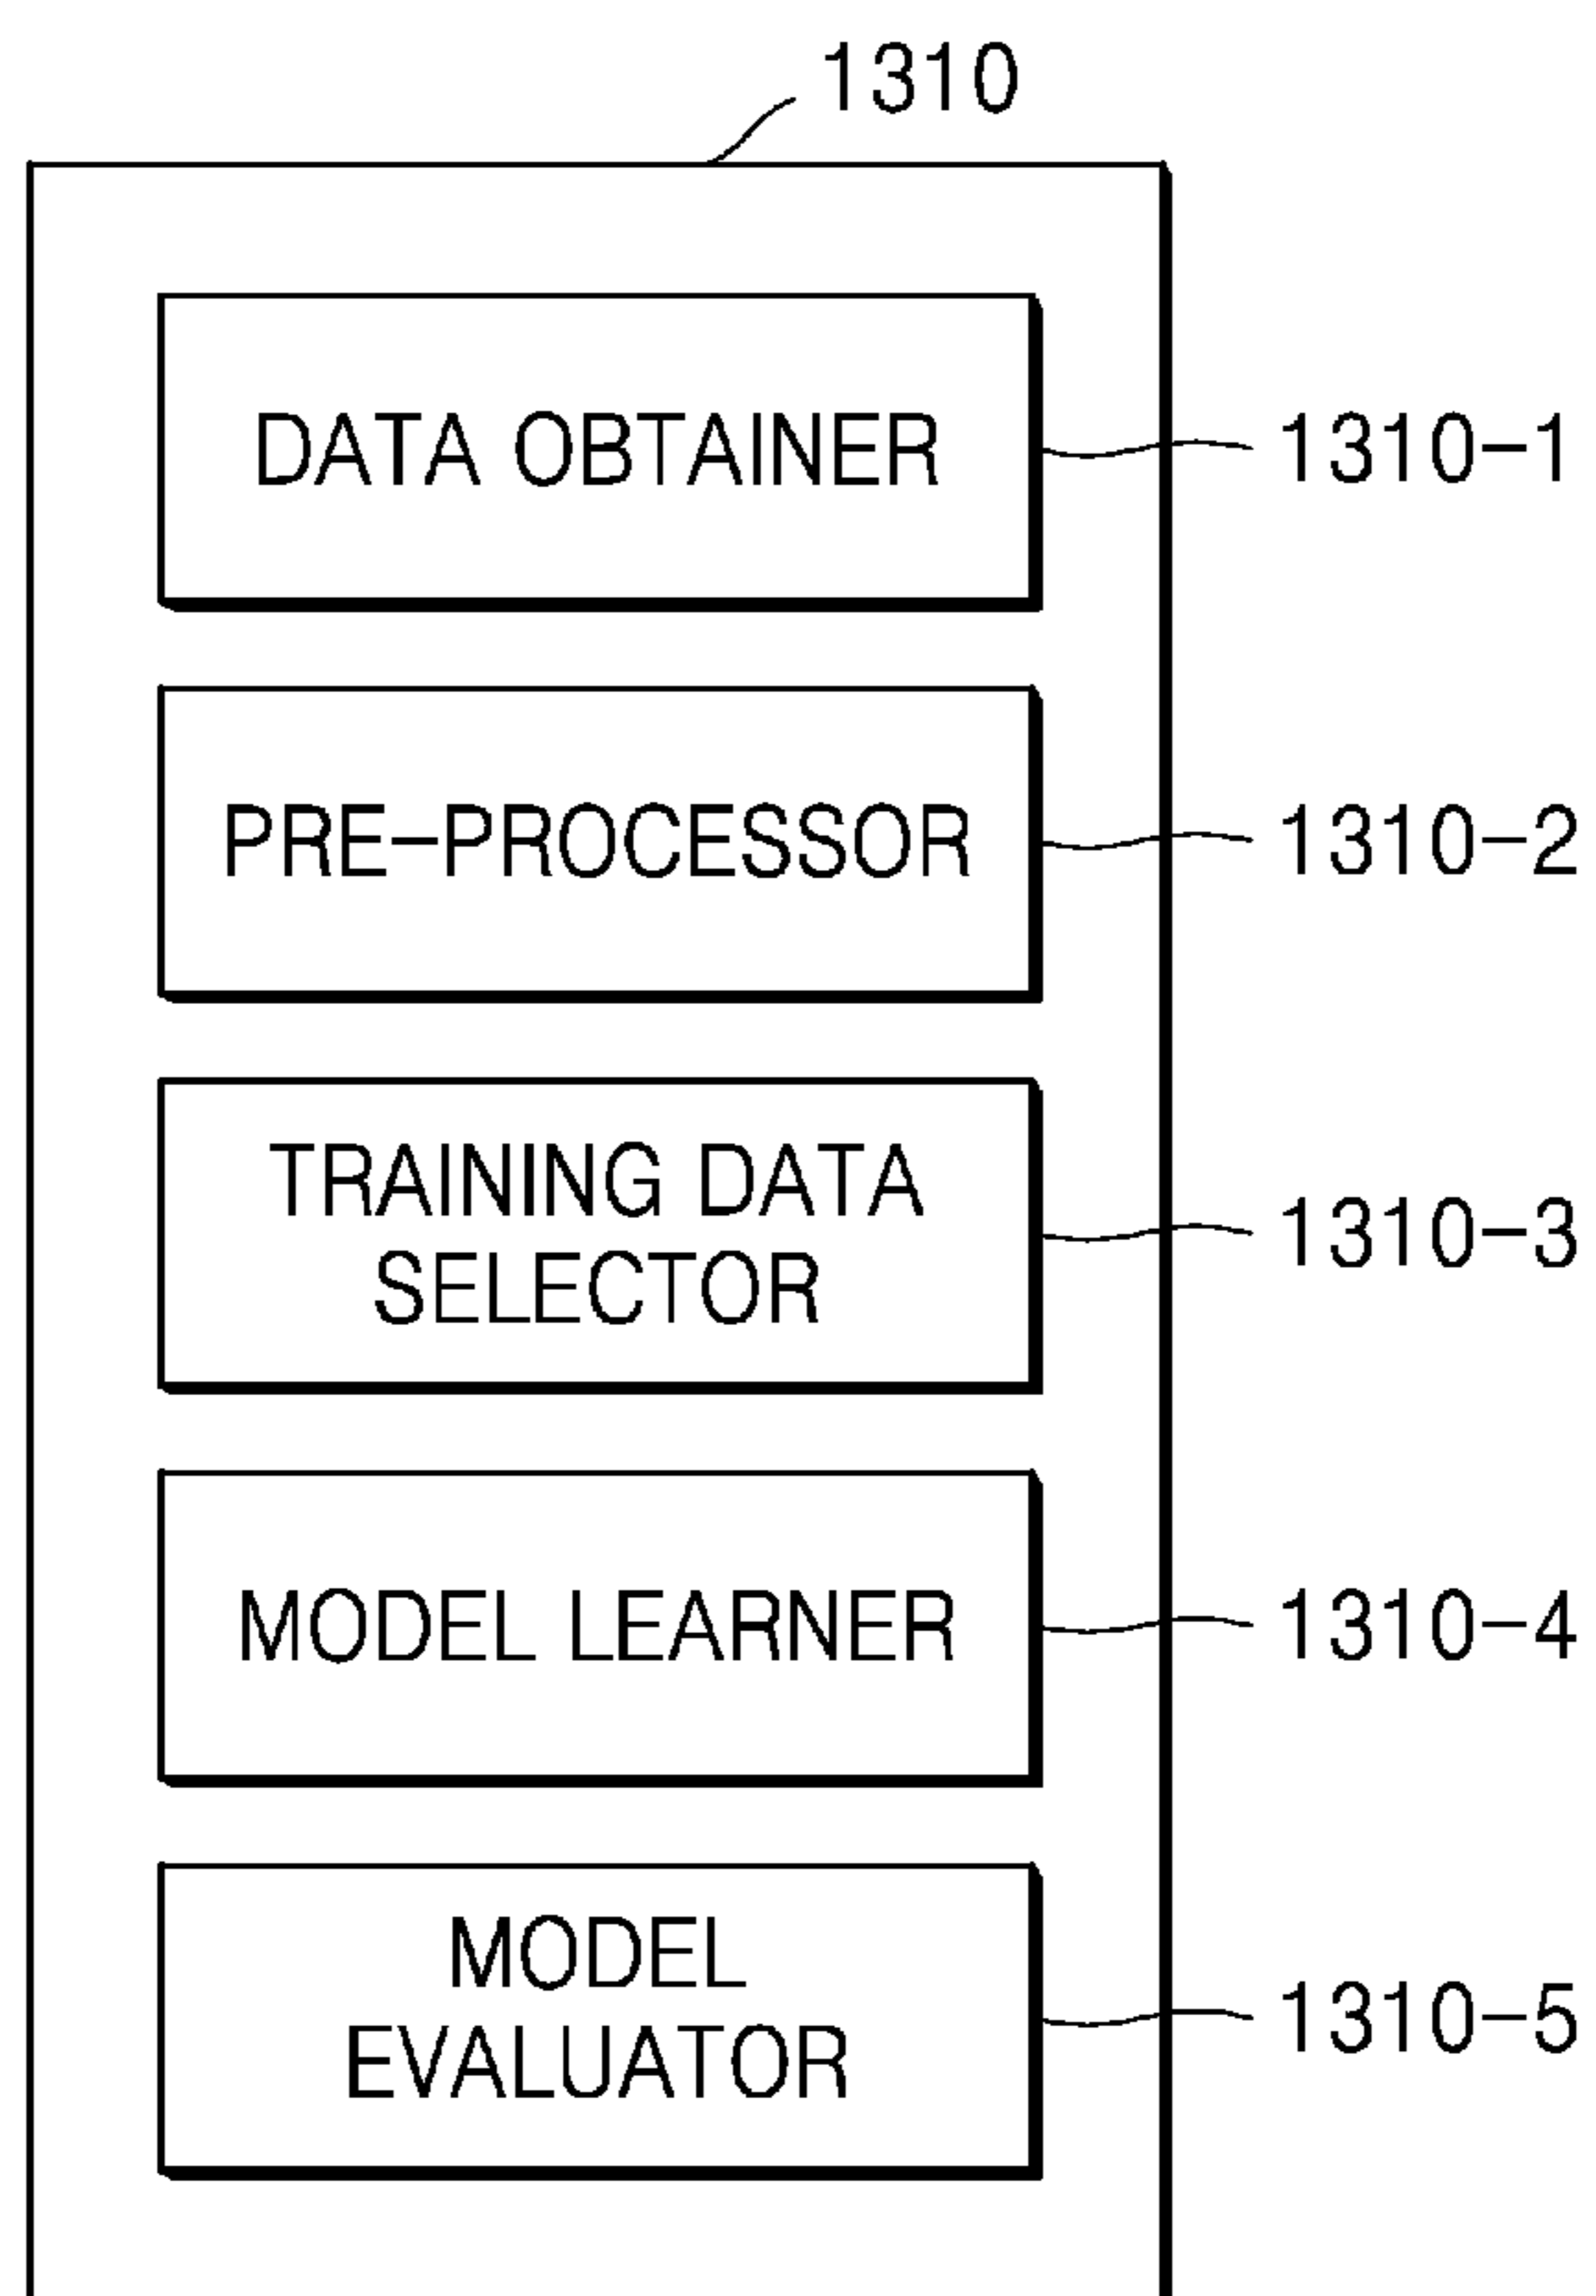 1310
DATA OBTAINER
1310-1
PRE-PROCESSOR
1310-2
TRAINING DATA
SELECTOR
1310-3
MODEL LEARNER
1310-4
MODEL
EVALUATOR
1310-5